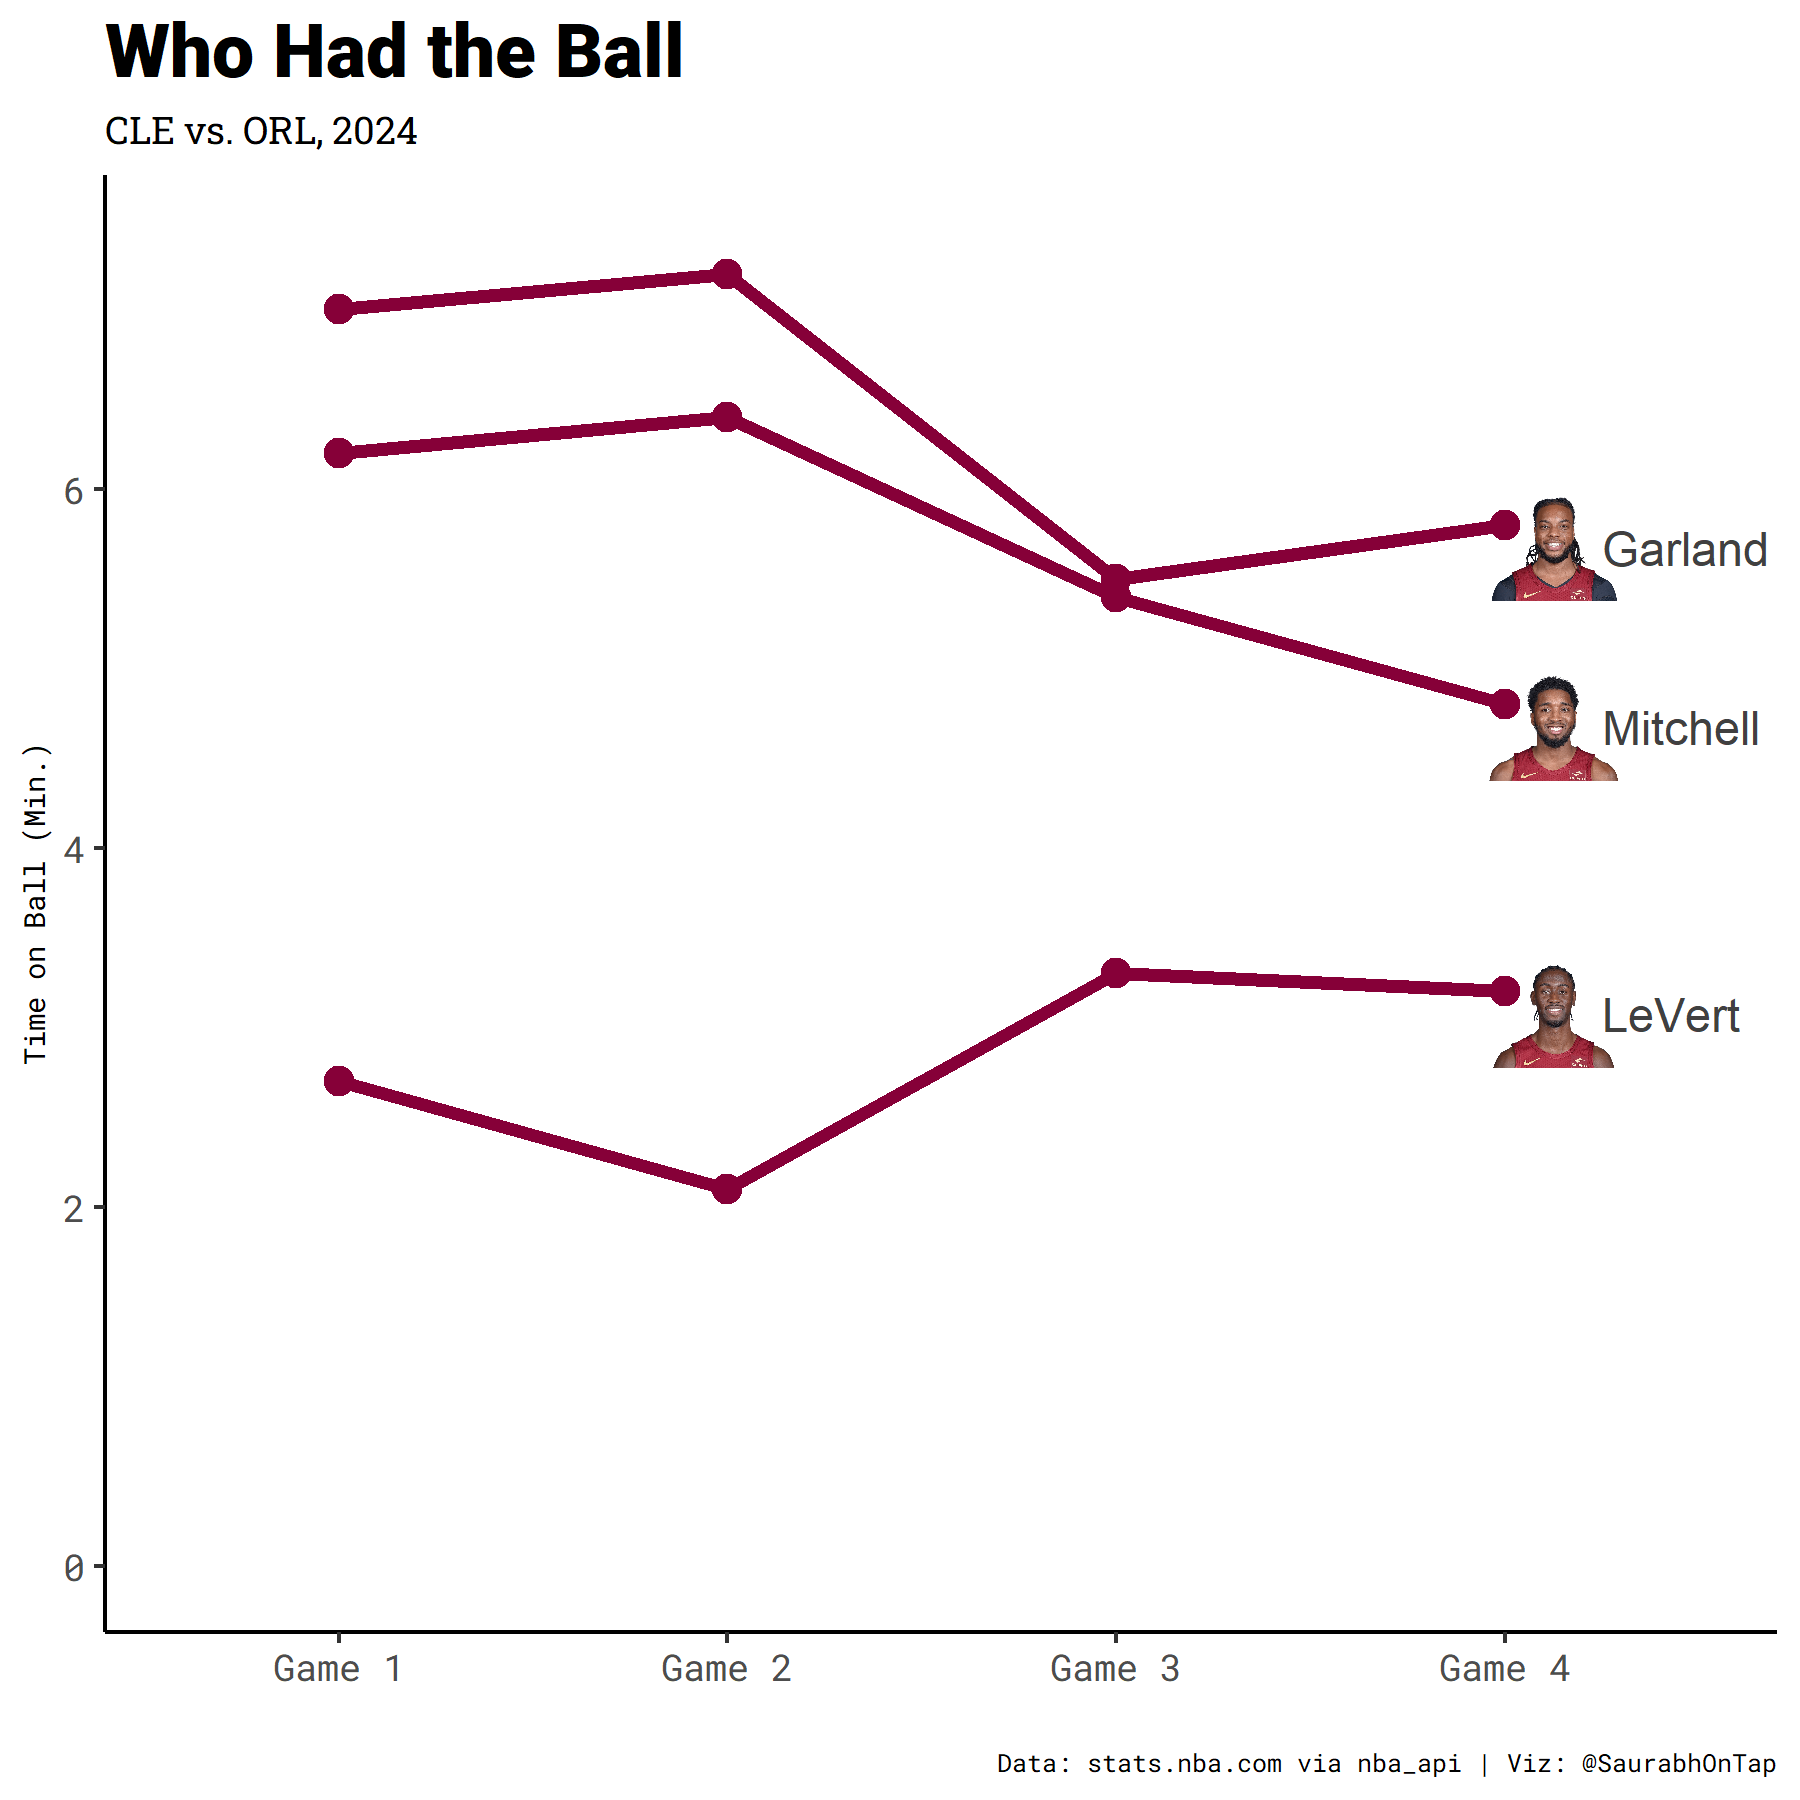 Who Had the Ball
CLE vs. ORL, 2024
Time on Ball (Min.)
6
4
2
0
Garland
Mitchell
LeVert
Game 1
Game 2
Game 3
Game 4
Data: stats.nba.com via nba_api | Viz: @SaurabhOnTap